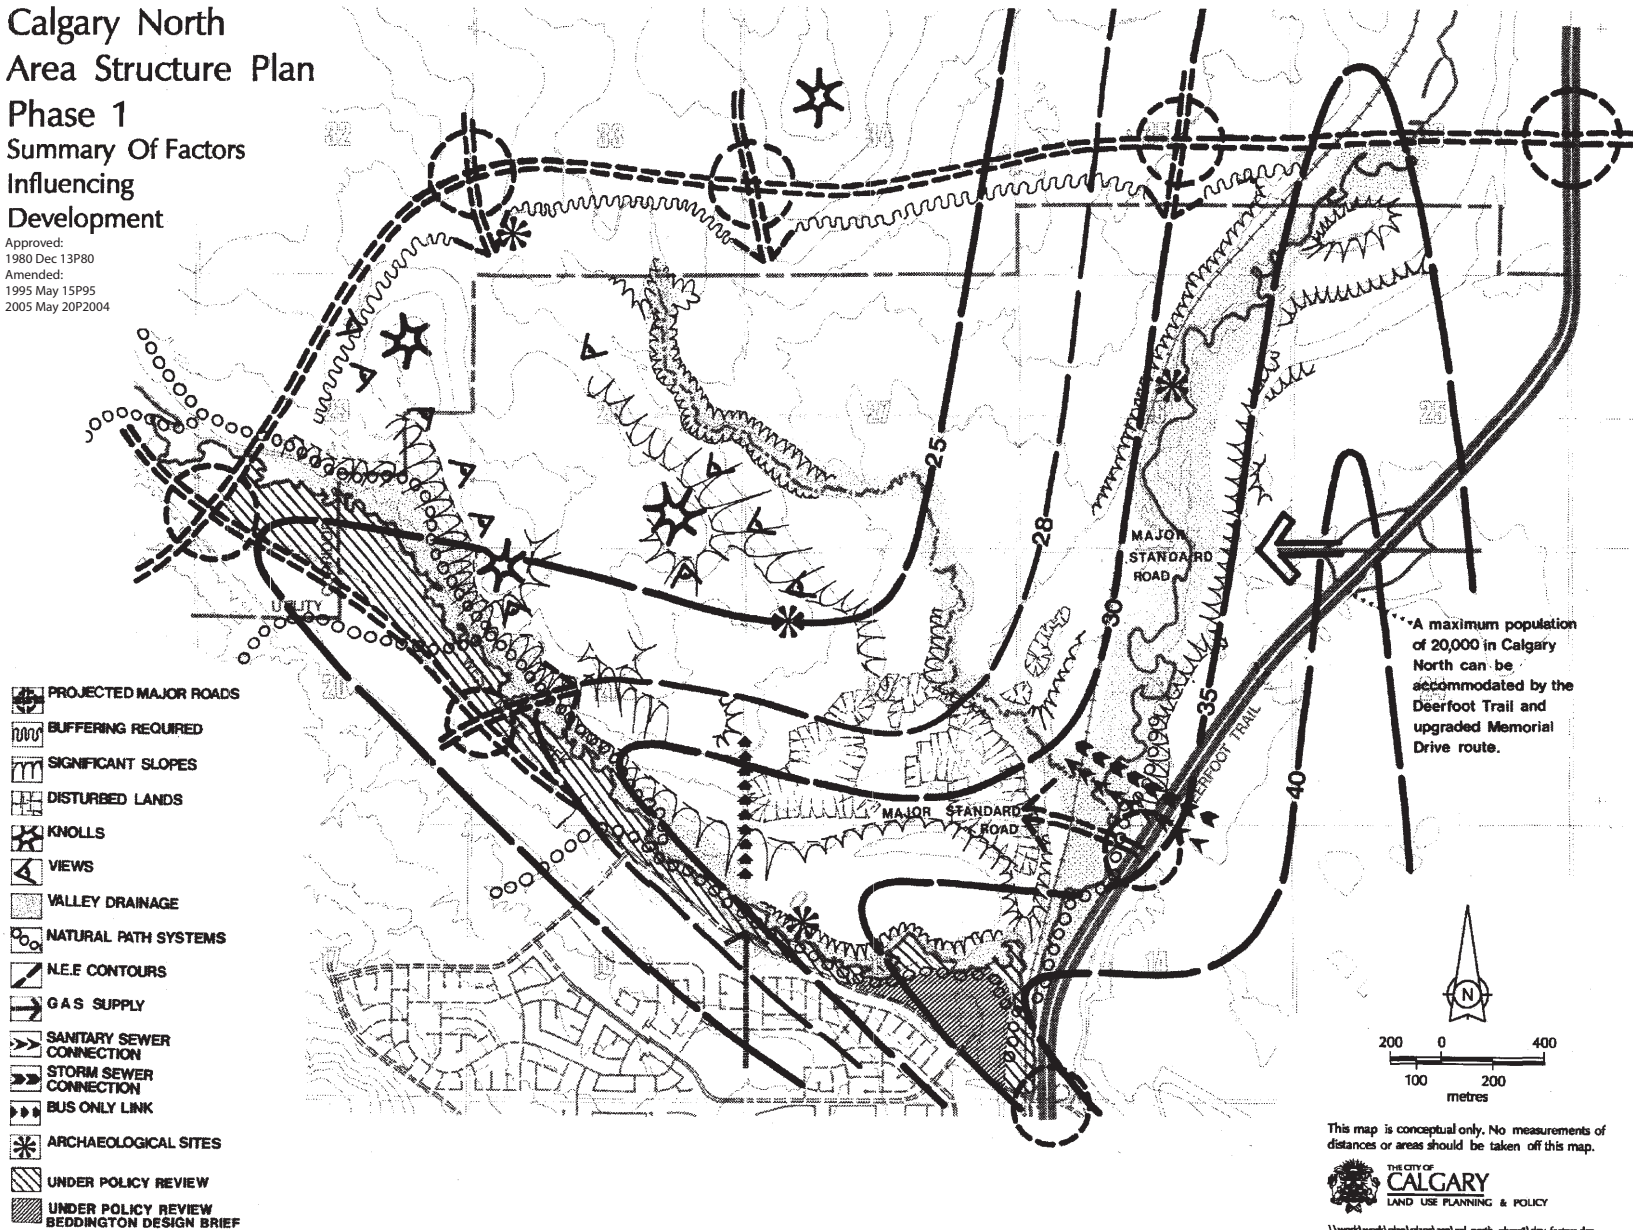 Calgary North
Area Structure Plan
Phase 1
Summary Of Factors
Influencing
Development
Approved:
1980 Dec 13P80
Amended:
1995 May 15P95
2005 May 20P2004
32
33
34
27
25
28
30
35
40
MAJOR
STANDARD
ROAD
UTILITY
A maximum population
of 20,000 in Calgary
North can be
accommodated by the
Deerfoot Trail and
upgraded Memorial
Drive route.
DEERFOOT TRAIL
MAJOR STANDARD
ROAD
PROJECTED MAJOR ROADS
BUFFERING REQUIRED
SIGNIFICANT SLOPES
DISTURBED LANDS
KNOLLS
VIEWS
VALLEY DRAINAGE
NATURAL PATH SYSTEMS
N.E.F CONTOURS
GAS SUPPLY
SANITARY SEWER
CONNECTION
STORM SEWER
CONNECTION
BUS ONLY LINK
ARCHAEOLOGICAL SITES
UNDER POLICY REVIEW
UNDER POLICY REVIEW
BEDDINGTON DESIGN BRIEF
N
200 0 400
100 200
metres
This map is conceptual only. No measurements of
distances or areas should be taken off this map.
THE CITY OF
CALGARY
LAND USE PLANNING & POLICY